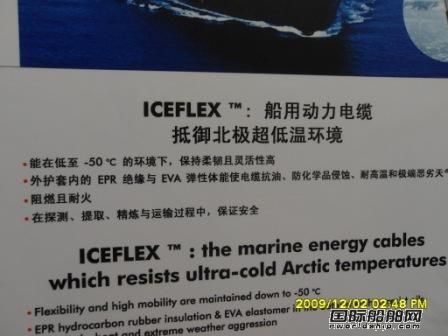 ICEFLEX ™: 船用动力电缆
抵御北极超低温环境
•能在低至 -50℃ 的环境下，保持柔韧且灵活性高
•外护套内的 EPR 绝缘与 EVA 弹性体能使电缆抗油、防化学品侵蚀、耐高温和极端恶劣天气
•阻燃且耐火
•在探测、提取、精炼与运输过程中，保证安全
ICEFLEX ™ : the marine energy cables
which resists ultra-cold Arctic temperatures
• Flexibility and high mobility are maintained down to -50 ℃
• EPR hydrocarbon rubber insulation & EVA elastomer in the
and extreme weather aggression
2009/12/02 02:48 PM
国际船舶网